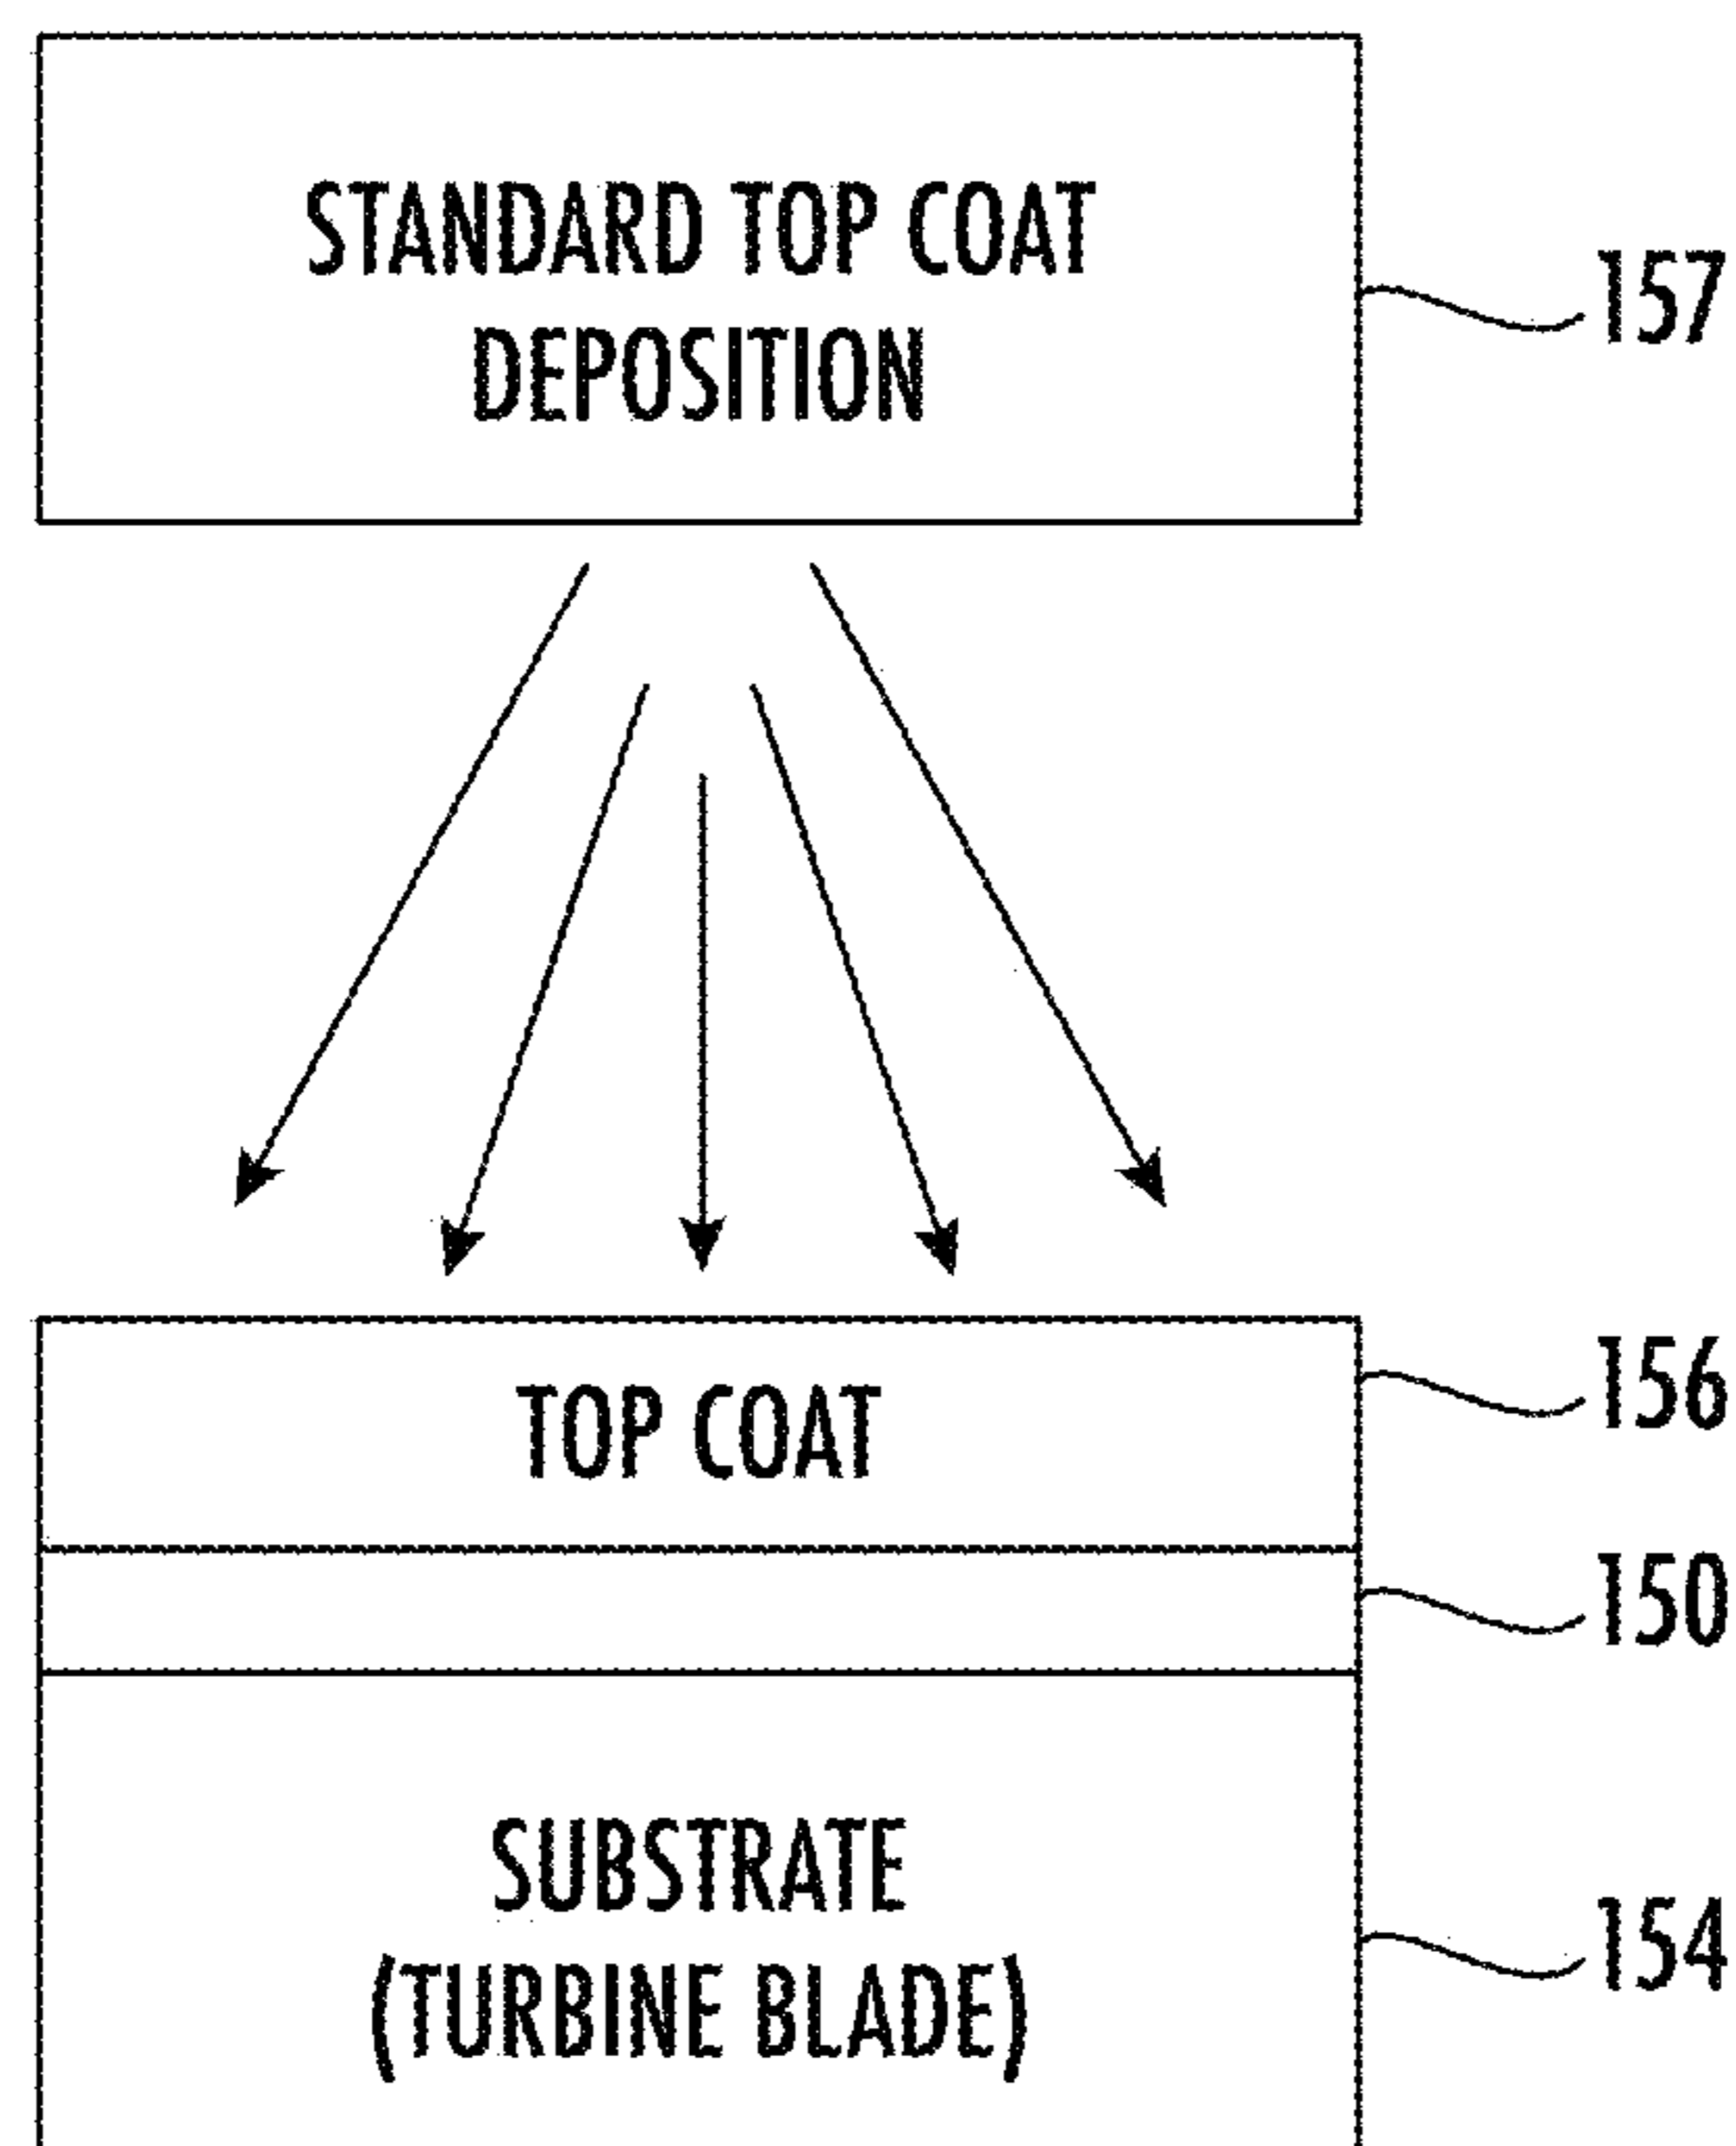 STANDARD TOP COAT
DEPOSITION
157
TOP COAT
156
150
SUBSTRATE
(TURBINE BLADE)
154